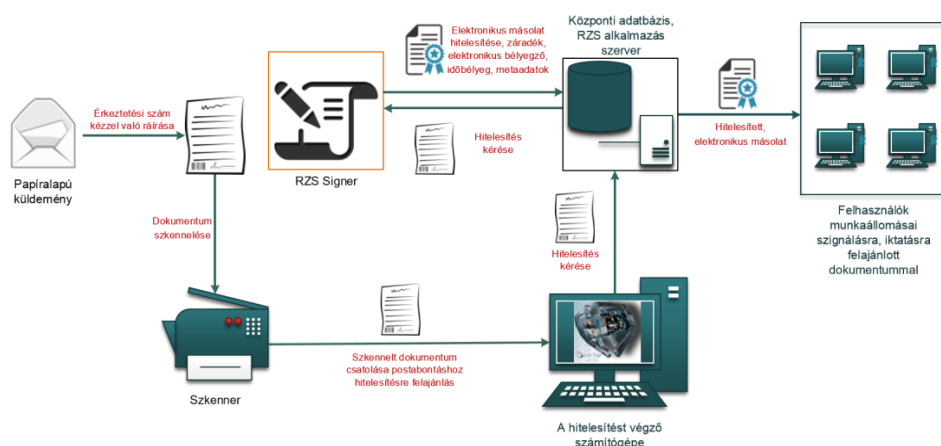 Elektronikus másolat
hitelesítése, záradék,
elektronikus bélyegző,
időbélyeg, metaadatok
Központi adatbázis,
RZS alkalmazás
szerver
Érkeztetési szám
kézzel való ráírása
Hitelesítés
kérése
Hitelesített,
elektronikus másolat
Papíralapú
küldemény
RZS Signer
Dokumentum
szkennelése
Hitelesítés
kérése
Felhasználók
munkaállomásai
szignálásra, iktatásra
felajánlott
dokumentummal
Szkennelt dokumentum
csatolása postabontáshoz
hitelesítésre felajánlás
Szkenner
A hitelesítést végző
számítógépe